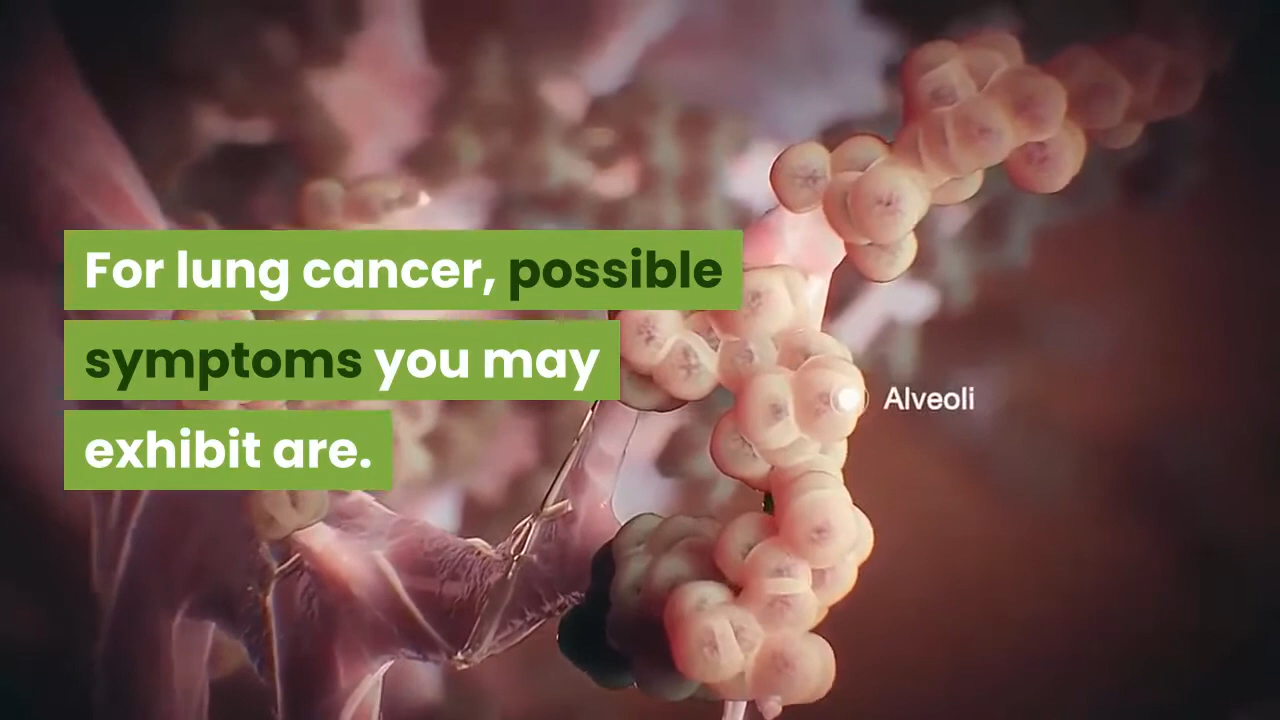 For lung cancer, possible
symptoms you may
exhibit are.
Alveoli